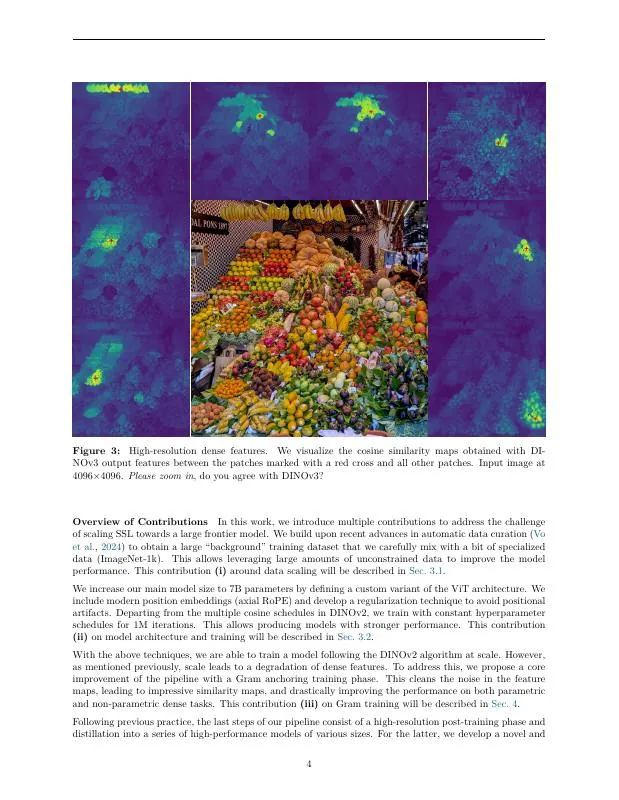 DAL PONS 1897
Figure 3: High-resolution dense features. We visualize the cosine similarity maps obtained with DI-
NOv3 output features between the patches marked with a red cross and all other patches. Input image at
4096×4096. Please zoom in, do you agree with DINOv3?
Overview of Contributions In this work, we introduce multiple contributions to address the challenge
of scaling SSL towards a large frontier model. We build upon recent advances in automatic data curation (Vo
et al., 2024) to obtain a large “background” training dataset that we carefully mix with a bit of specialized
data (ImageNet-1k). This allows leveraging large amounts of unconstrained data to improve the model
performance. This contribution (i) around data scaling will be described in Sec. 3.1.
We increase our main model size to 7B parameters by defining a custom variant of the ViT architecture. We
include modern position embeddings (axial RoPE) and develop a regularization technique to avoid positional
artifacts. Departing from the multiple cosine schedules in DINOv2, we train with constant hyperparameter
schedules for 1M iterations. This allows producing models with stronger performance. This contribution
(ii) on model architecture and training will be described in Sec. 3.2.
With the above techniques, we are able to train a model following the DINOv2 algorithm at scale. However,
as mentioned previously, scale leads to a degradation of dense features. To address this, we propose a core
improvement of the pipeline with a Gram anchoring training phase. This cleans the noise in the feature
maps, leading to impressive similarity maps, and drastically improving the performance on both parametric
and non-parametric dense tasks. This contribution (iii) on Gram training will be described in Sec. 4.
Following previous practice, the last steps of our pipeline consist of a high-resolution post-training phase and
distillation into a series of high-performance models of various sizes. For the latter, we develop a novel and
4